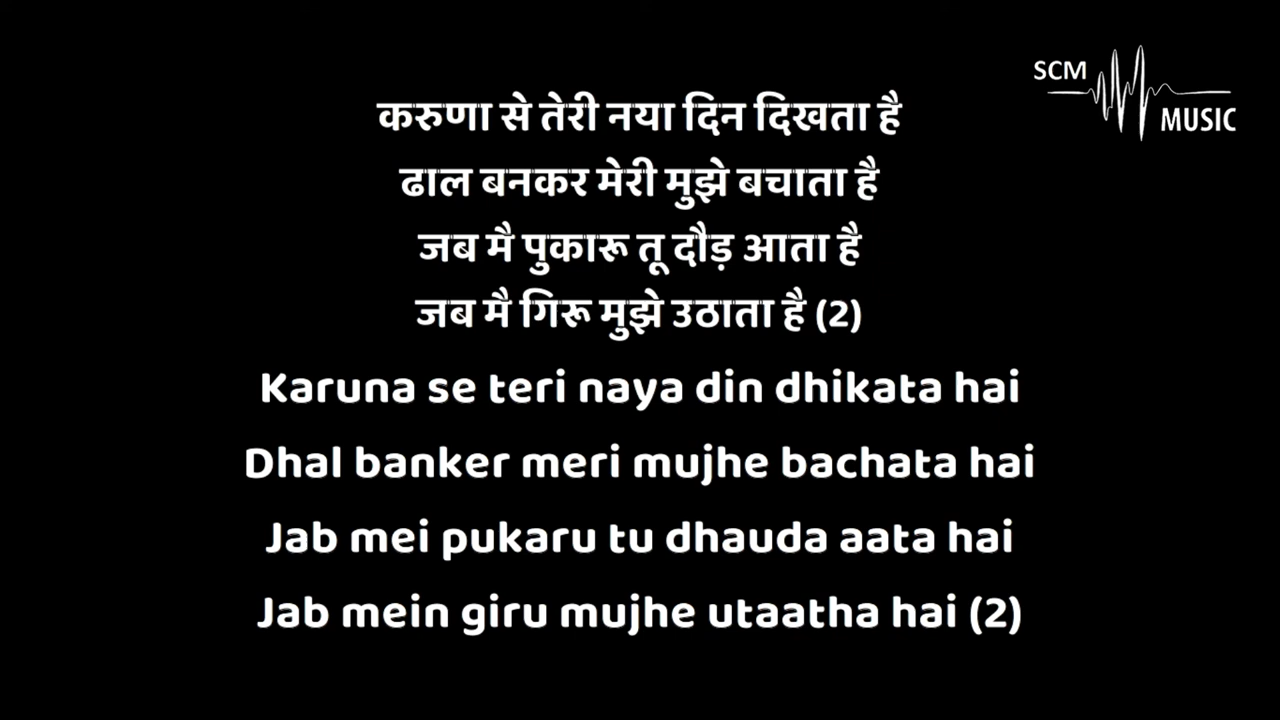 SCM
MUSIC
करुणा से तेरी नया दिन दिखता है
ढाल बनकर मेरी मुझे बचाता है
जब मै पुकारू तू दौड़ आता है
जब मै गिरू मुझे उठाता है (2)
Karuna se teri naya din dhikata hai
Dhal banker meri mujhe bachata hai
Jab mei pukaru tu dhauda aata hai
Jab mein giru mujhe utaatha hai (2)